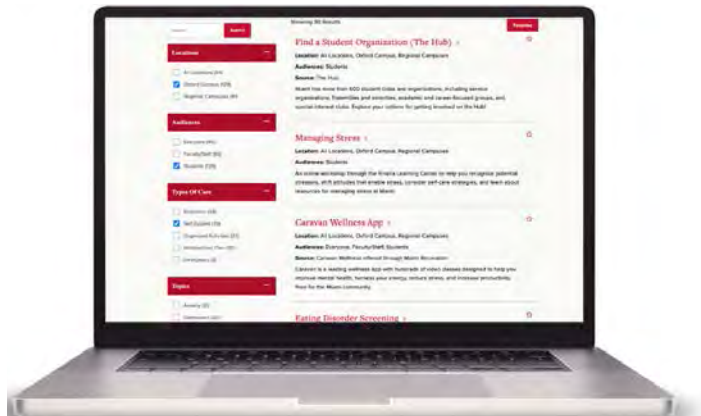 Showing 90 Results
Search
Find a Student Organization (The Hub)
Location: All Locations, Oxford Campus, Regional Campuses
Audiences: Students
Source: The Hub
Miami has more than 600 student clubs and organizations, including service
organizations, fraternities and sororities, academic and career-focused groups, and
special-interest clubs. Explore your options for getting involved on the Hub!
Locations
All Locations
Oxford Campus
Regional Campuses
Audiences
Everyone
Faculty/Staff
Students
Managing Stress
Location: All Locations, Oxford Campus, Regional Campuses
Audiences: Students
An online workshop through the Rinella Learning Center to help you recognize potential
stressors, shift attitudes that enable stress, consider self-care strategies, and learn about
resources for managing stress at Miami.
Types Of Care
Self-Guided
Emergency
Caravan Wellness App
Location: All Locations, Oxford Campus, Regional Campuses
Audiences: Everyone, Faculty/Staff, Students
Source: Caravan Wellness offered through Miami Recreation
Caravan is a leading wellness app with hundreds of video classes designed to help you
improve mental health, harness your energy, reduce stress, and increase productivity.
Free for the Miami community.
Topics
Anxiety
Eating Disorder Screening